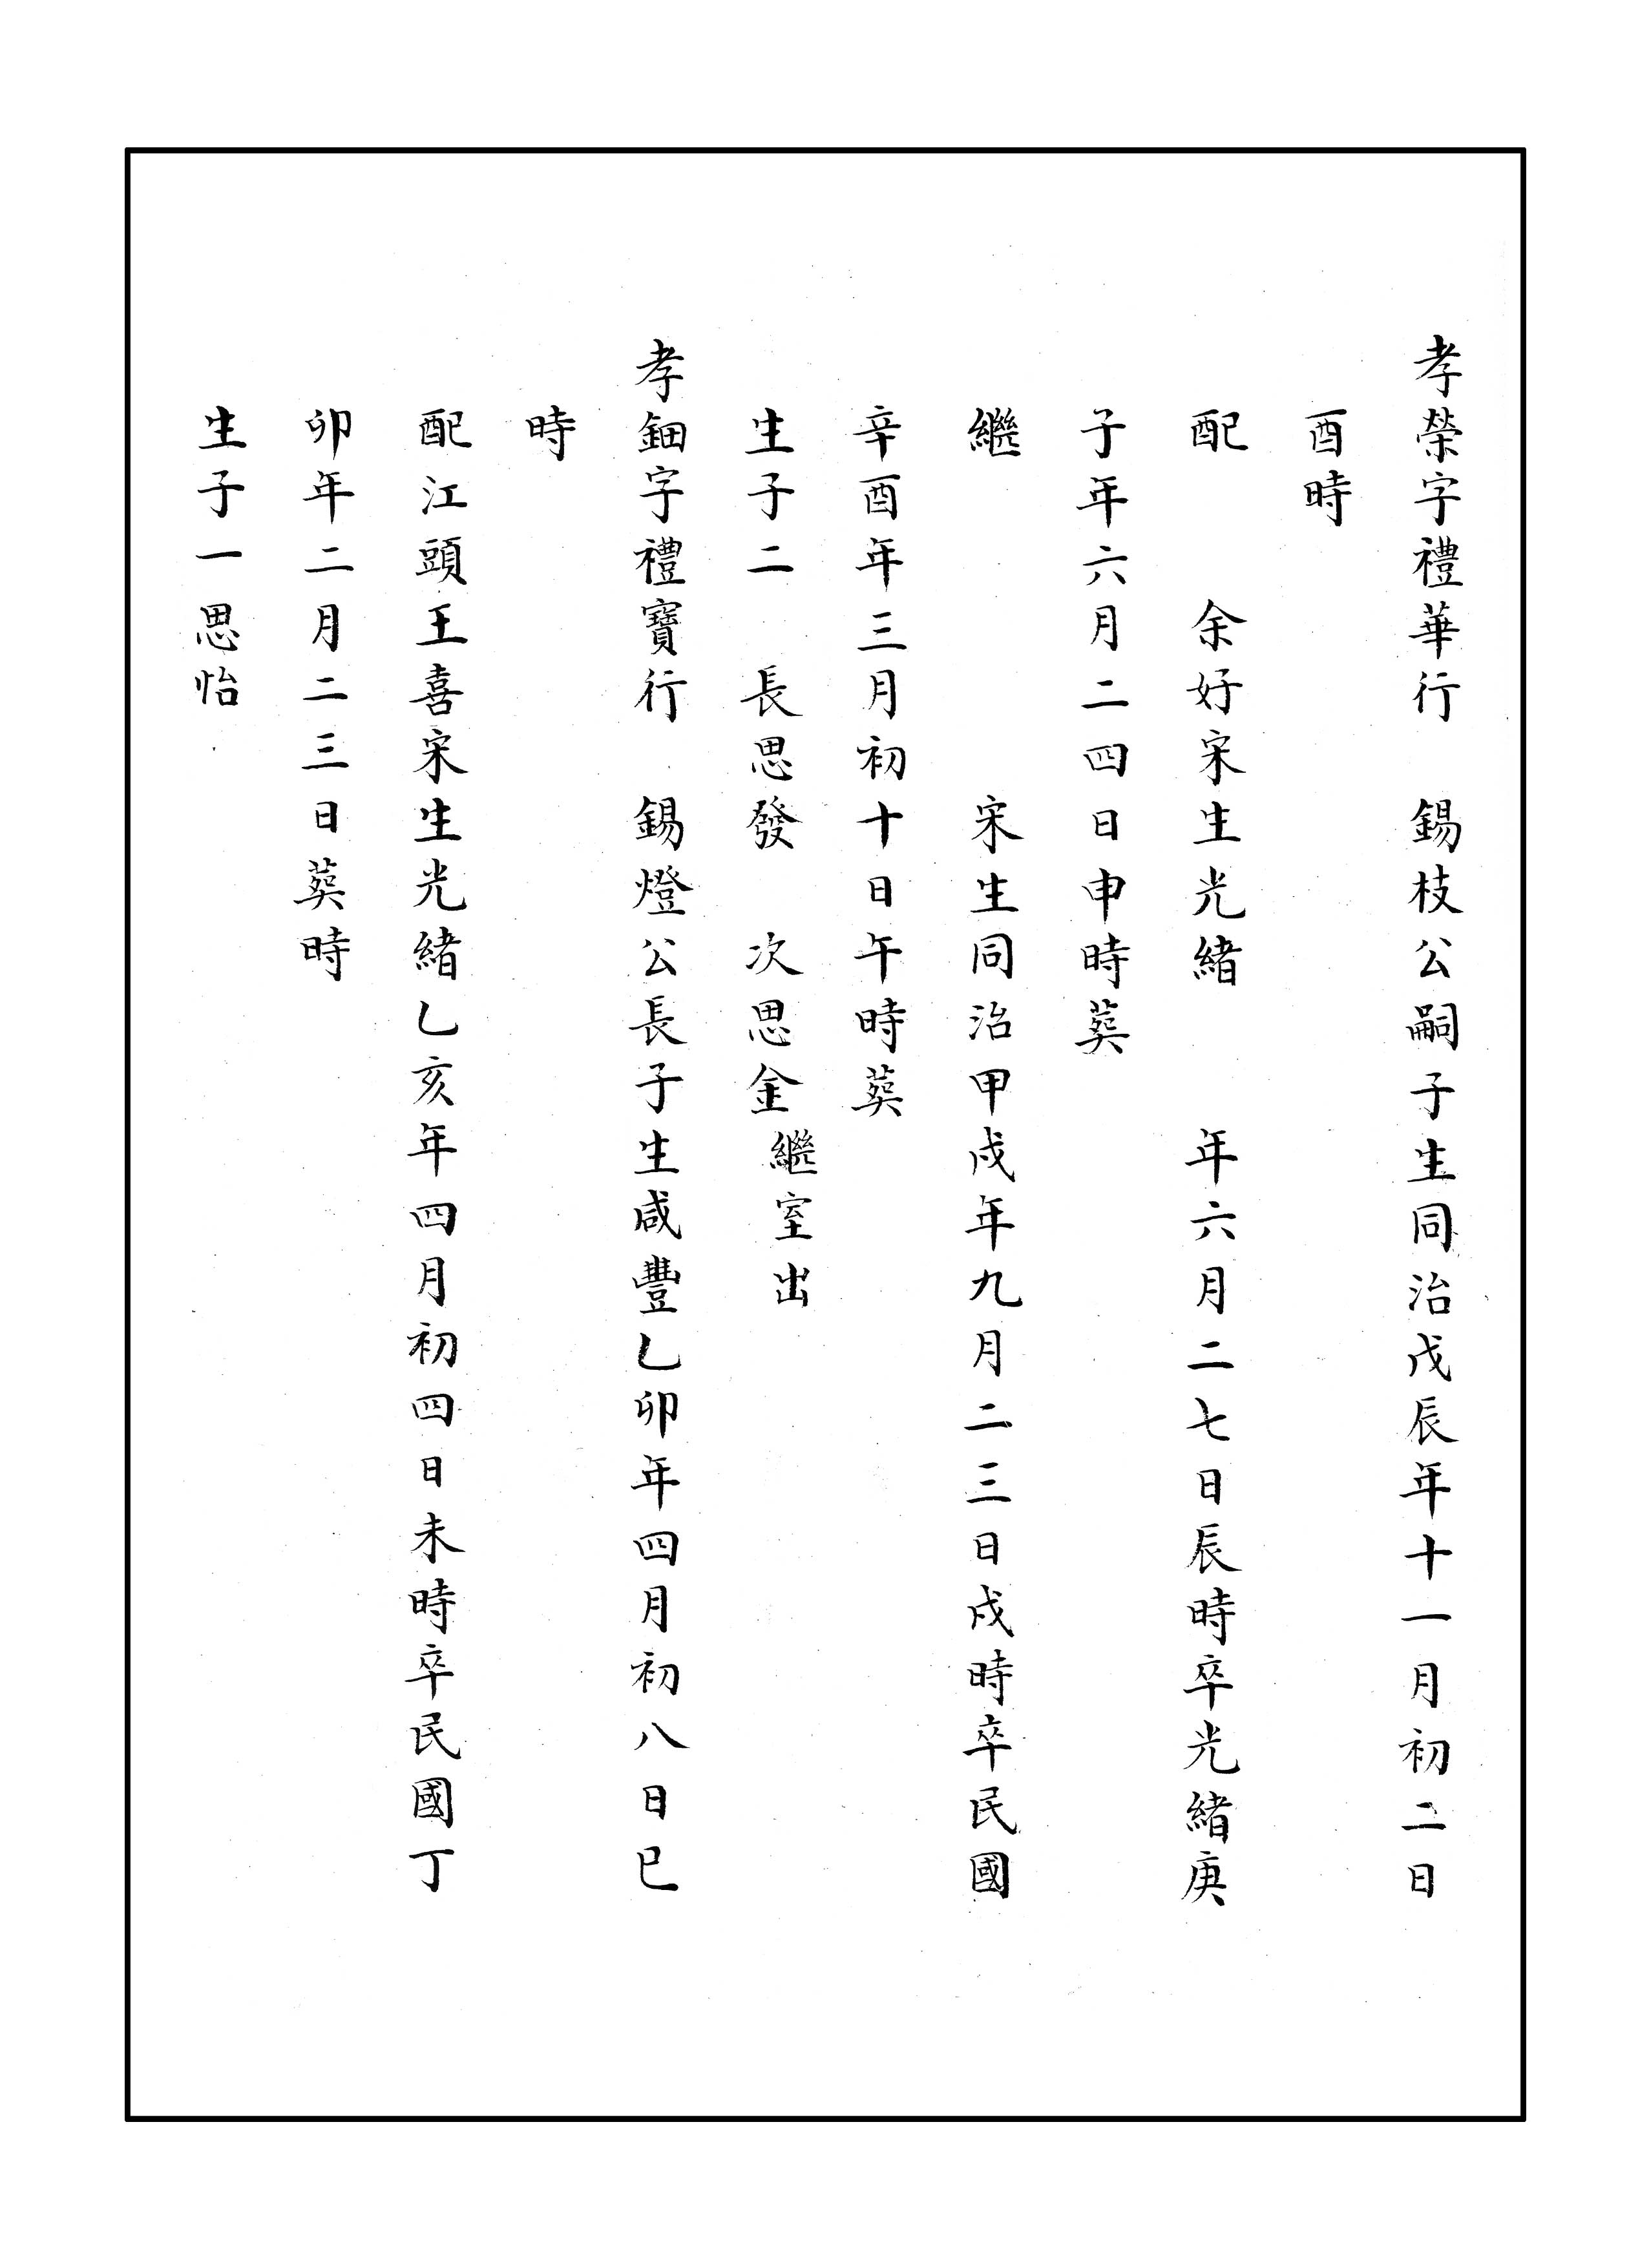 孝榮字禮華行　錫枝公嗣子生同治戊辰年十一月初二日
酉時
配　　余好宋生光緒　　年六月二七日辰時卒光緒庚
子年六月二四日申時葬
繼　　　　　宋生同治甲戌年九月二三日戌時卒民國
辛酉年三月初十日午時葬
生子二　長思發　次思金繼室出
孝鈿字禮寶行　錫燈公長子生咸豐乙卯年四月初八日巳
時
配江頭王喜宋生光緒乙亥年四月初四日未時卒民國丁
卯年二月二三日葬時
生子一思怡